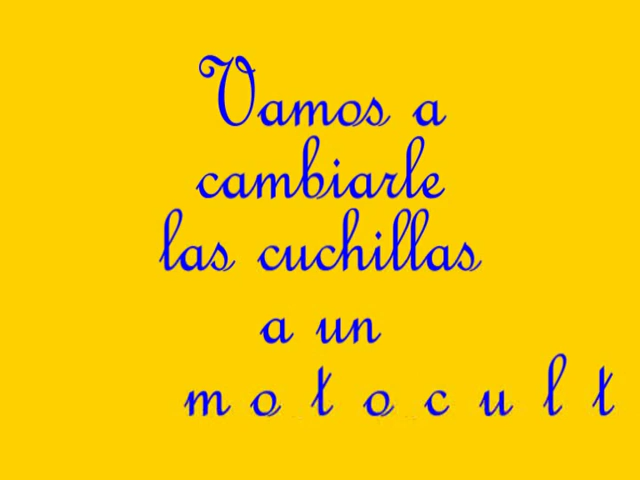 Vamos a
cambiarle
las cuchillas
a un
m o t o c u l t